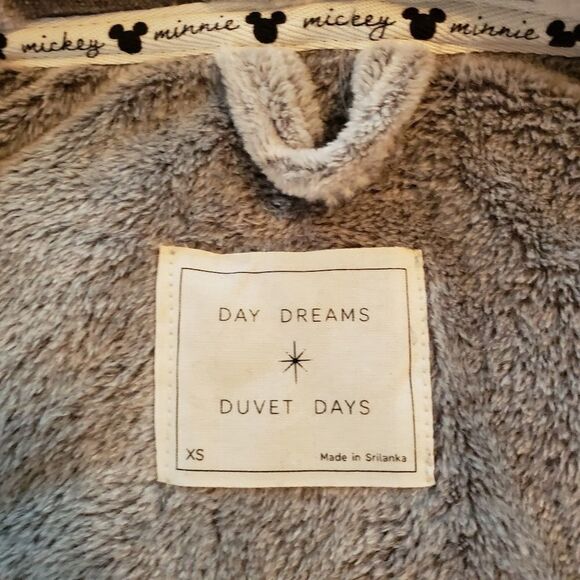 mickey minnie mickey minnie
DAY DREAMS
DUVET DAYS
XS
Made in Srilanka